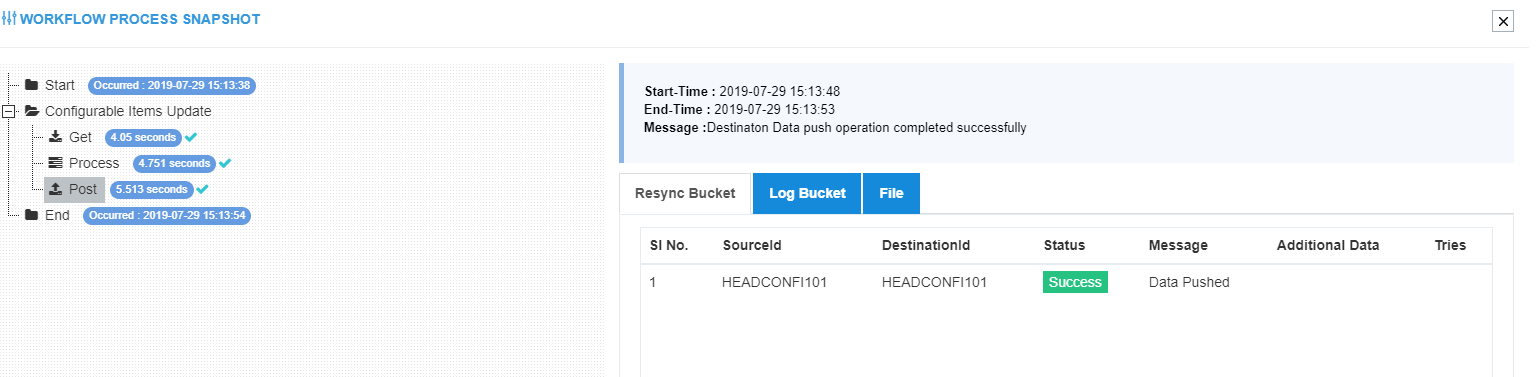 WORKFLOW PROCESS SNAPSHOT
Start Occurred : 2019-07-29 15:13:38
Configurable Items Update
Get 4.05 seconds
Process 4.751 seconds
Post 5.513 seconds
End Occurred : 2019-07-29 15:13:54
Start-Time : 2019-07-29 15:13:48
End-Time : 2019-07-29 15:13:53
Message :Destinaton Data push operation completed successfully
Resync Bucket Log Bucket File
Sl No. SourceId DestinationId Status Message Additional Data Tries
1 HEADCONFI101 HEADCONFI101 Success Data Pushed